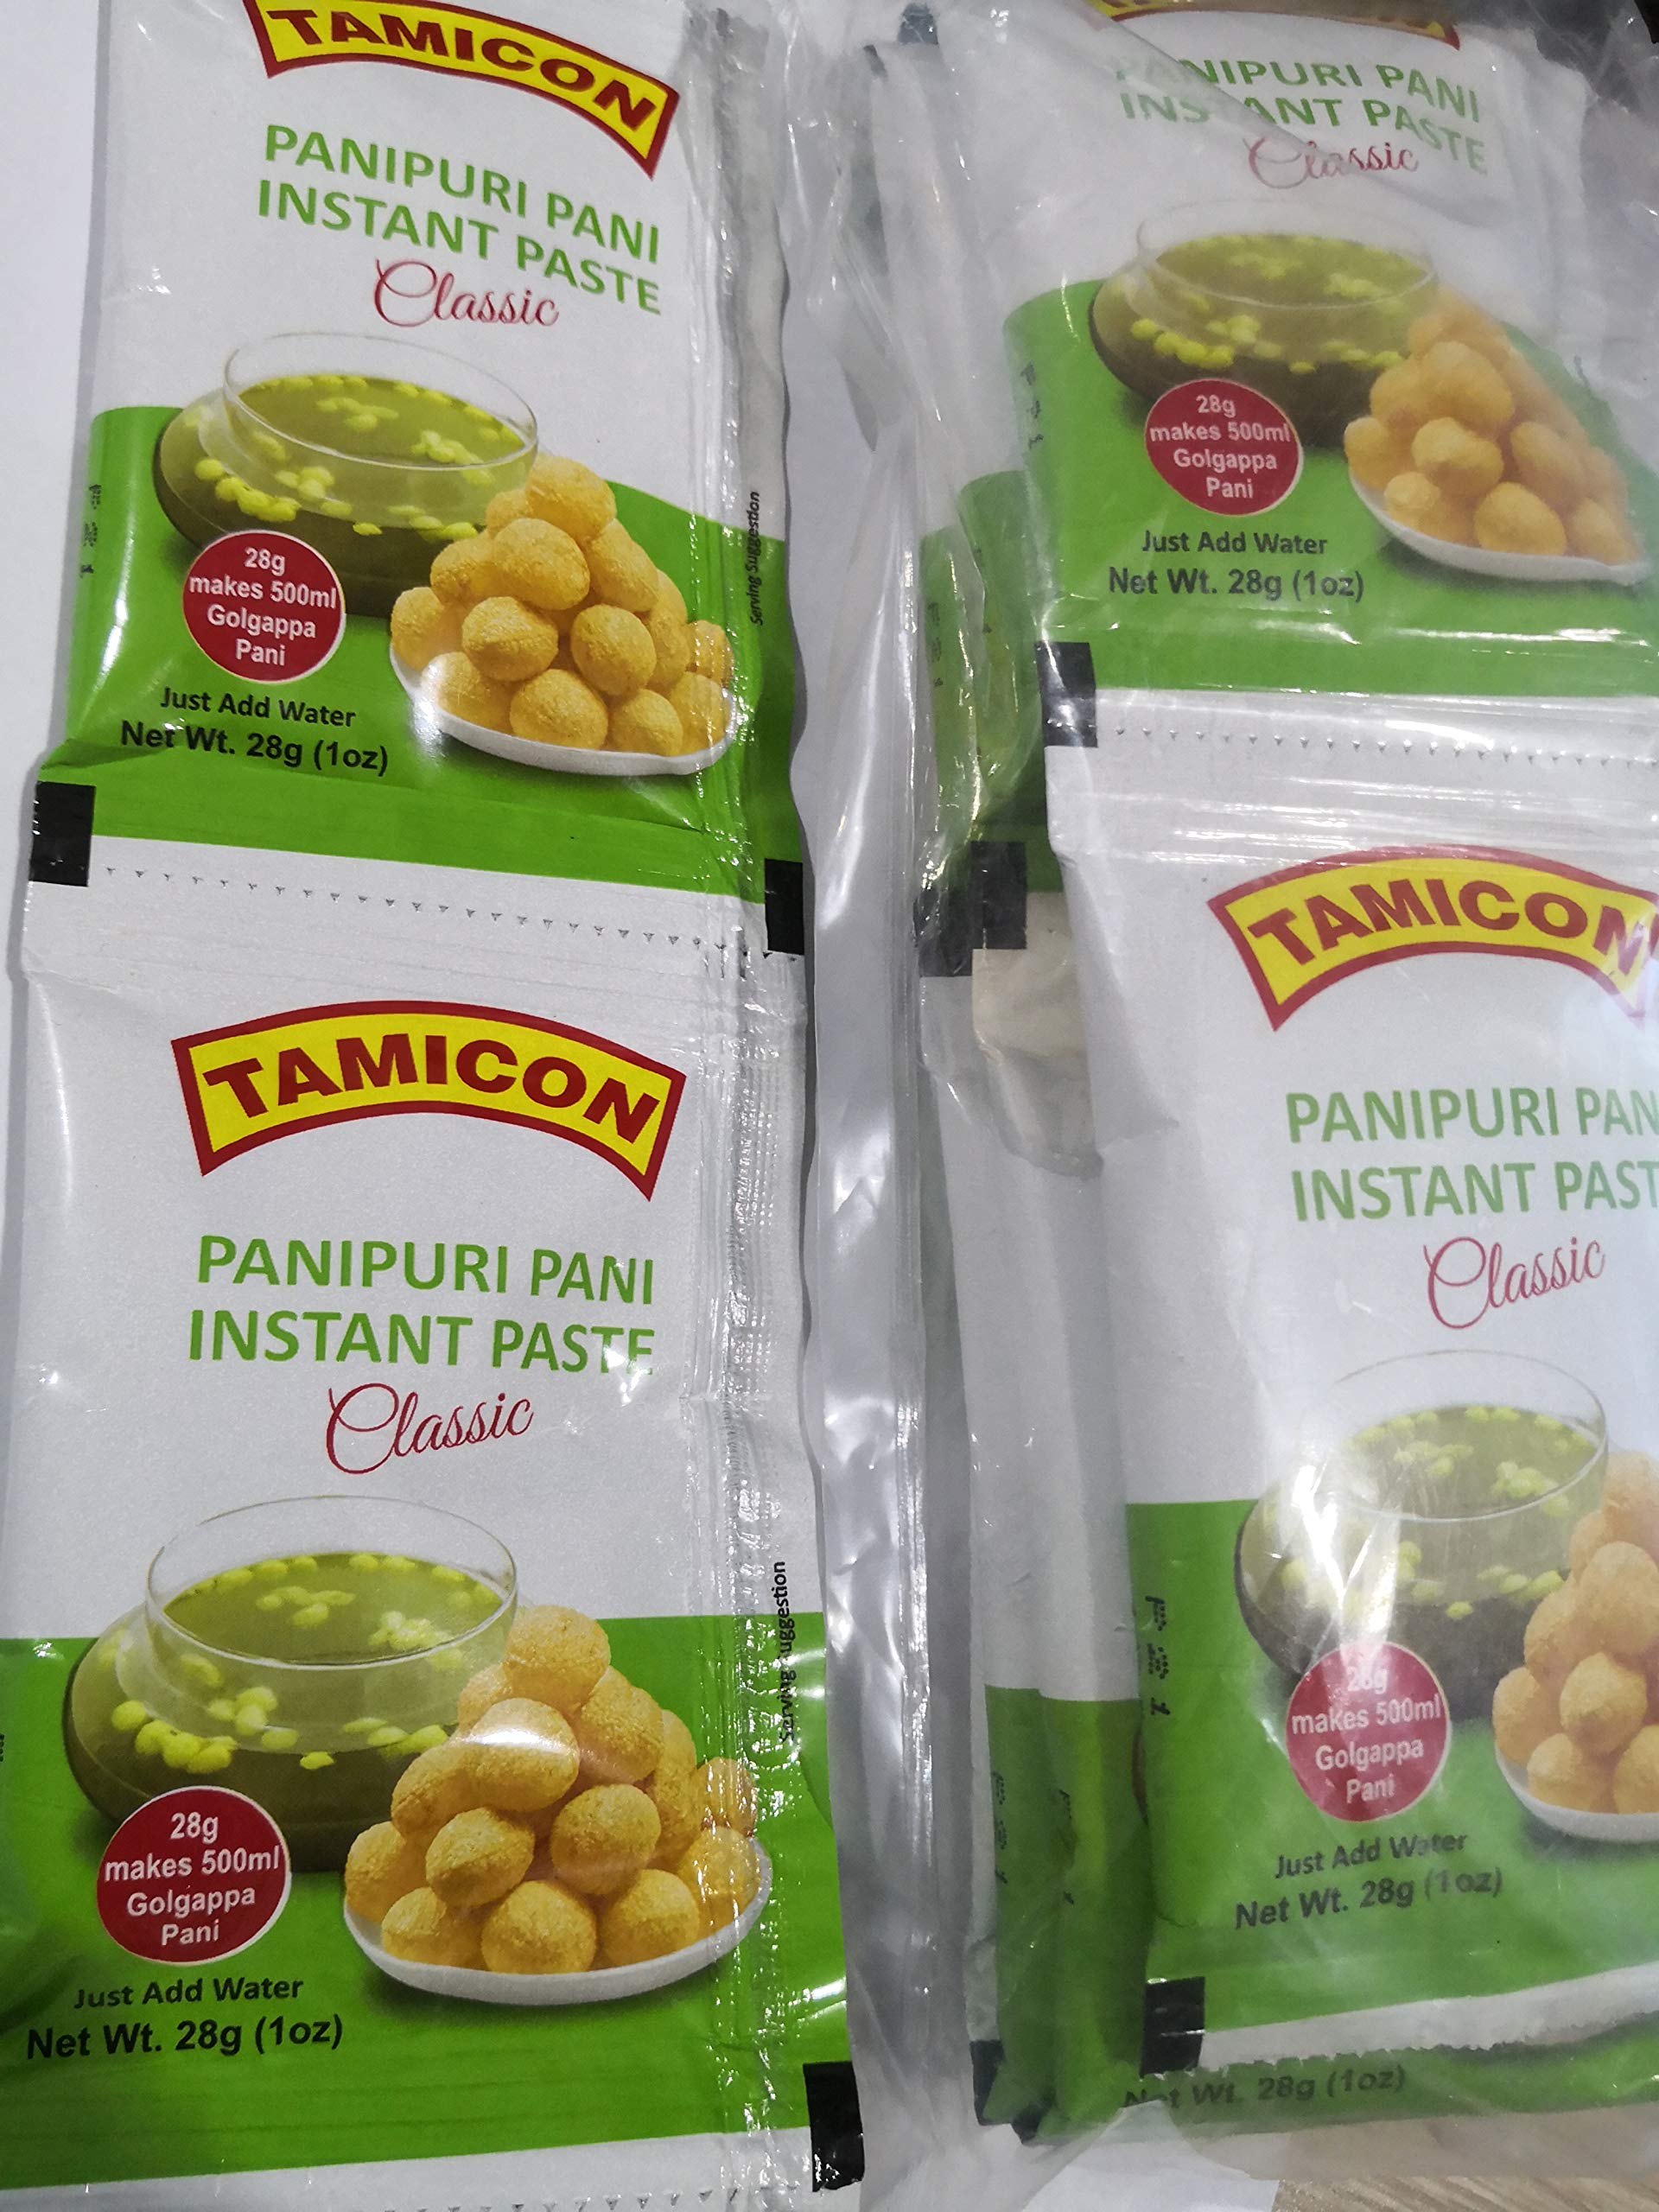 TAMICON
PANIPURI PANI
INSTANT PASTE
Classic
28g
makes 500ml
Golgappa
Pani
Just Add Water
Net Wt. 28g (1oz)
Serving Suggestion
TAMICON
PANIPURI PANI
INSTANT PASTE
Classic
28g
makes 500ml
Golgappa
Pani
Just Add Water
Net Wt. 28g (1oz)
Serving Suggestion
PANIPURI PANI
INSTANT PASTE
Classic
28g
makes 500ml
Golgappa
Pani
Just Add Water
Net Wt. 28g (1oz)
TAMICON
PANIPURI PAN
INSTANT PAST
Classic
28g
makes 500ml
Golgappa
Pani
Just Add Water
Net Wt. 28g (1oz)
Net Wt. 28g (1oz)